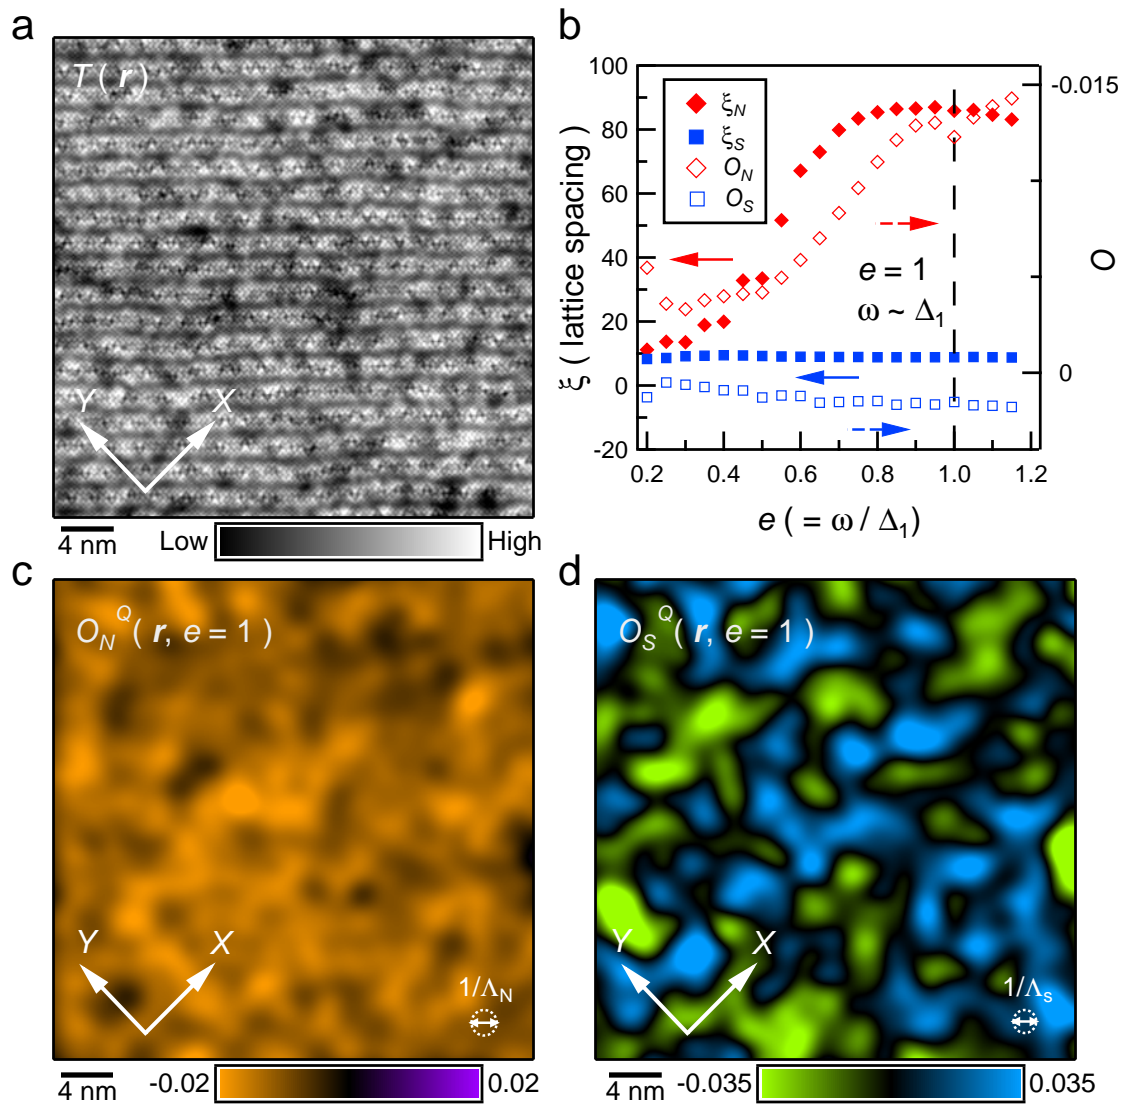 a
T ( r )
Y X
4 nm
Low High
b
100
80
60
40
20
0
-20
ξ ( lattice spacing )
ξN
ξS
ON
OS
e = 1
ω ~ Δ1
-0.015
0
O
0.2 0.4 0.6 0.8 1.0 1.2
e ( = ω / Δ1)
c
ONQ( r, e = 1 )
Y X
1/ΛN
4 nm
-0.02 0.02
d
OSQ( r, e = 1 )
Y X
1/Λs
4 nm
-0.035 0.035